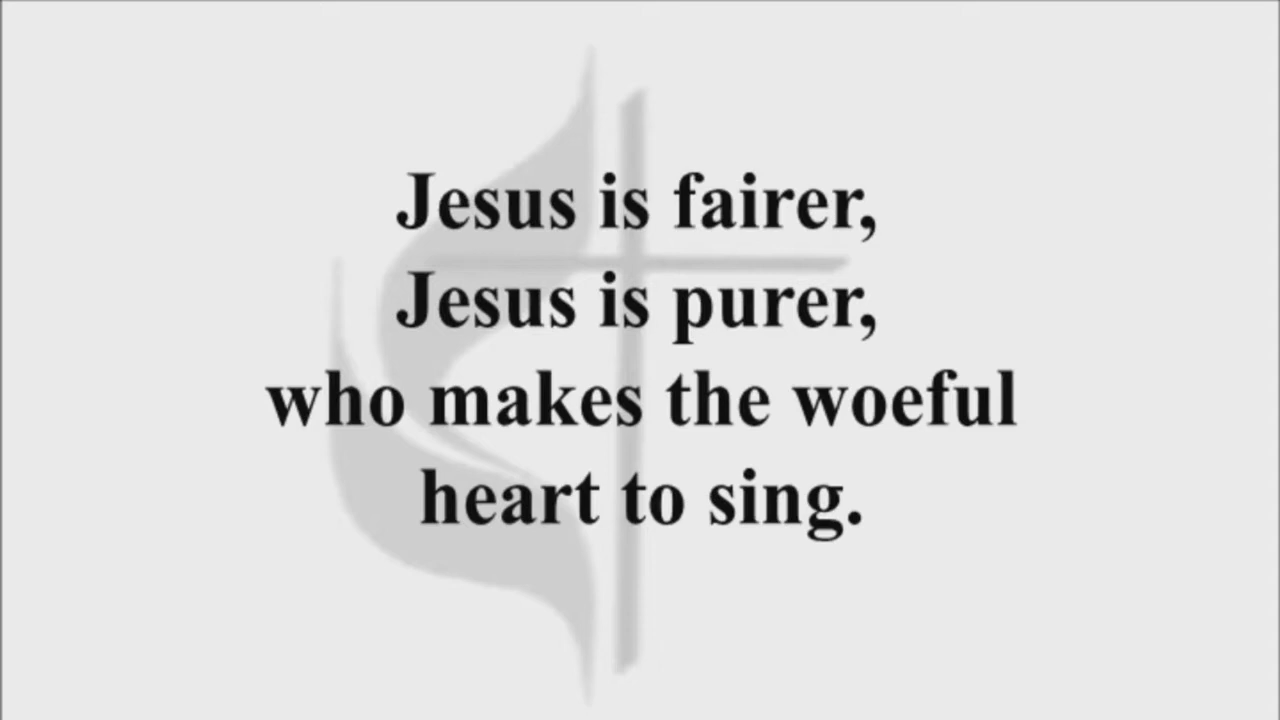 Jesus is fairer,
Jesus is purer,
who makes the woeful
heart to sing.